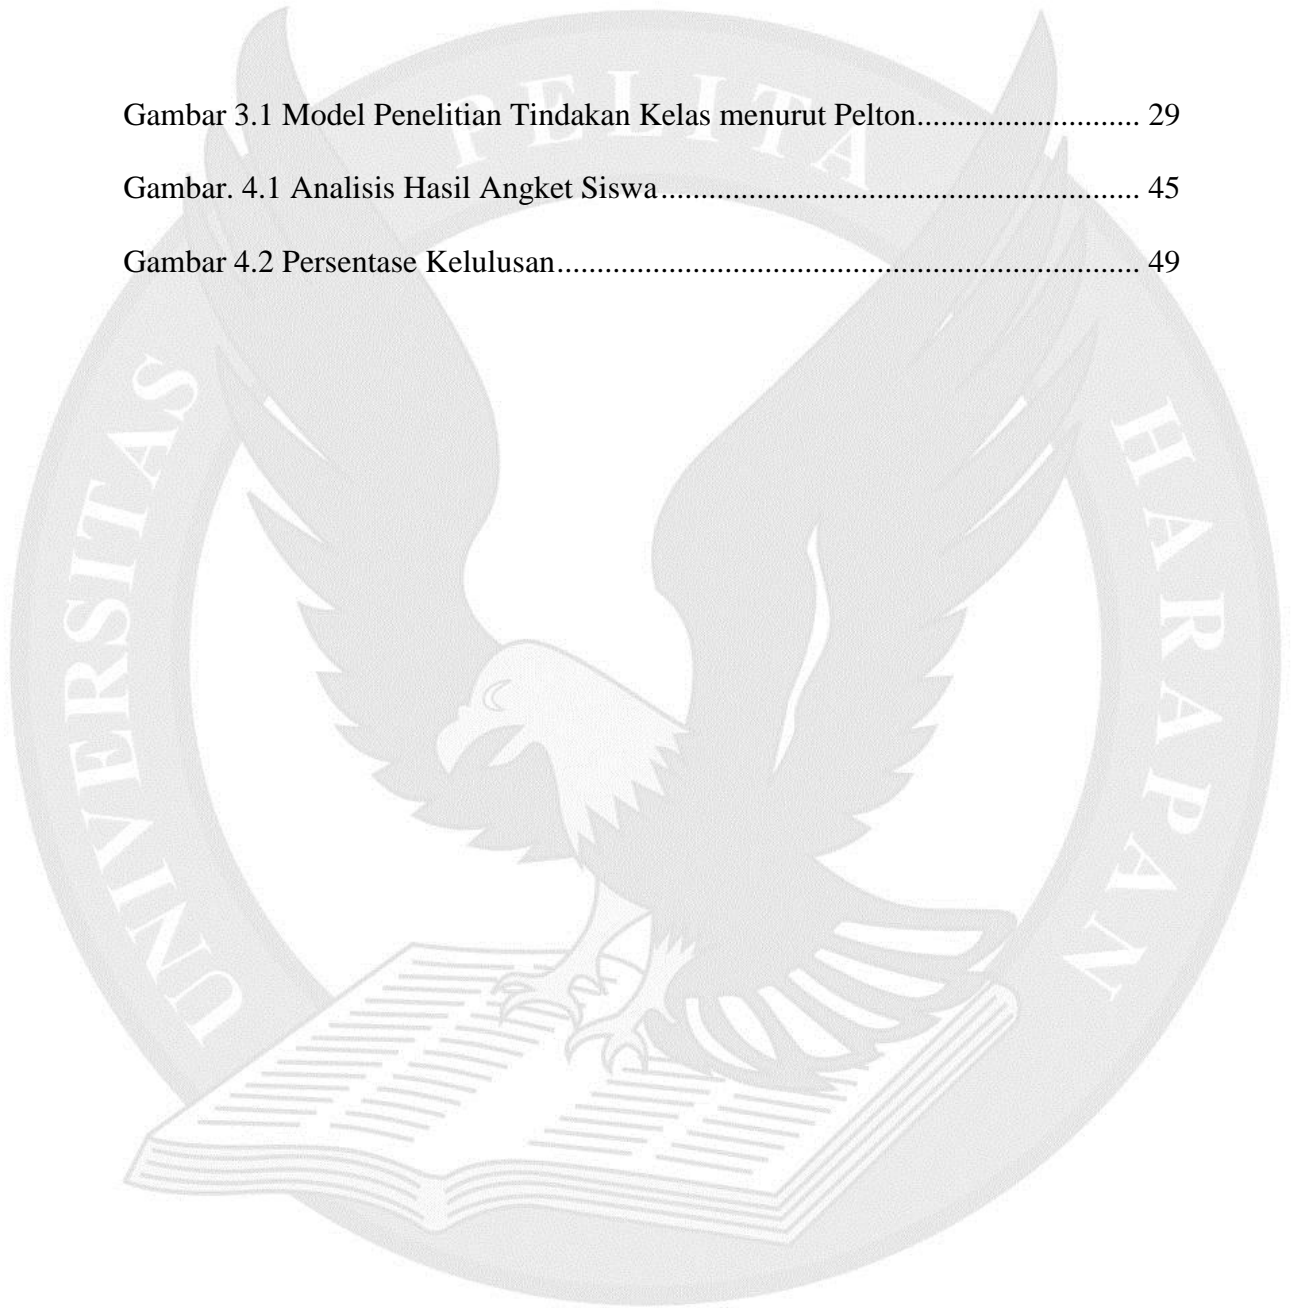 Gambar 3.1 Model Penelitian Tindakan Kelas menurut Pelton............................ 29
Gambar. 4.1 Analisis Hasil Angket Siswa............................................................ 45
Gambar 4.2 Persentase Kelulusan......................................................................... 49
UNIVERSITAS PELITA HARAPAN